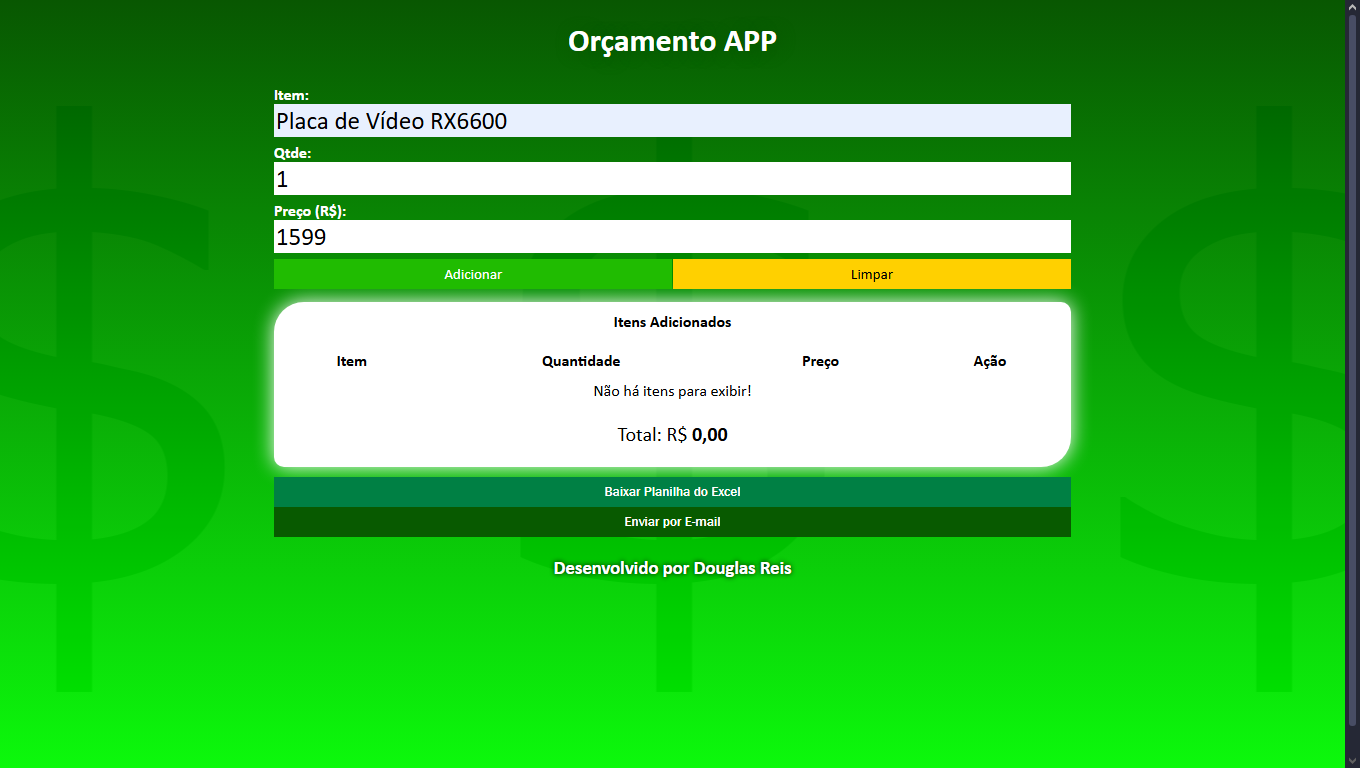 Orçamento APP
Item:
Placa de Vídeo RX6600
Qtde:
1
Preço (R$):
1599
Adicionar Limpar
Itens Adicionados
Item Quantidade Preço Ação
Não há itens para exibir!
Total: R$ 0,00
Baixar Planilha do Excel
Enviar por E-mail
Desenvolvido por Douglas Reis
$ $ $